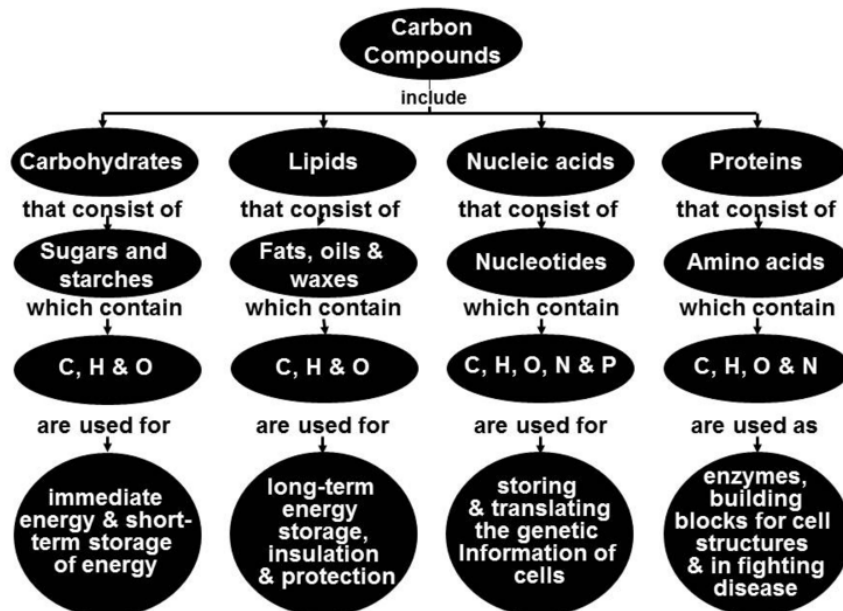 Carbon
Compounds
include
Carbohydrates
Lipids
Nucleic acids
Proteins
that consist of
that consist of
that consist of
that consist of
Sugars and
starches
Fats, oils &
waxes
Nucleotides
Amino acids
which contain
which contain
which contain
which contain
C, H & O
C, H & O
C, H, O, N & P
C, H, O & N
are used for
are used for
are used for
are used as
immediate
energy & short-
term storage
of energy
long-term
energy
storage,
insulation
& protection
storing
& translating
the genetic
Information of
cells
enzymes,
building
blocks for cell
structures
& in fighting
disease